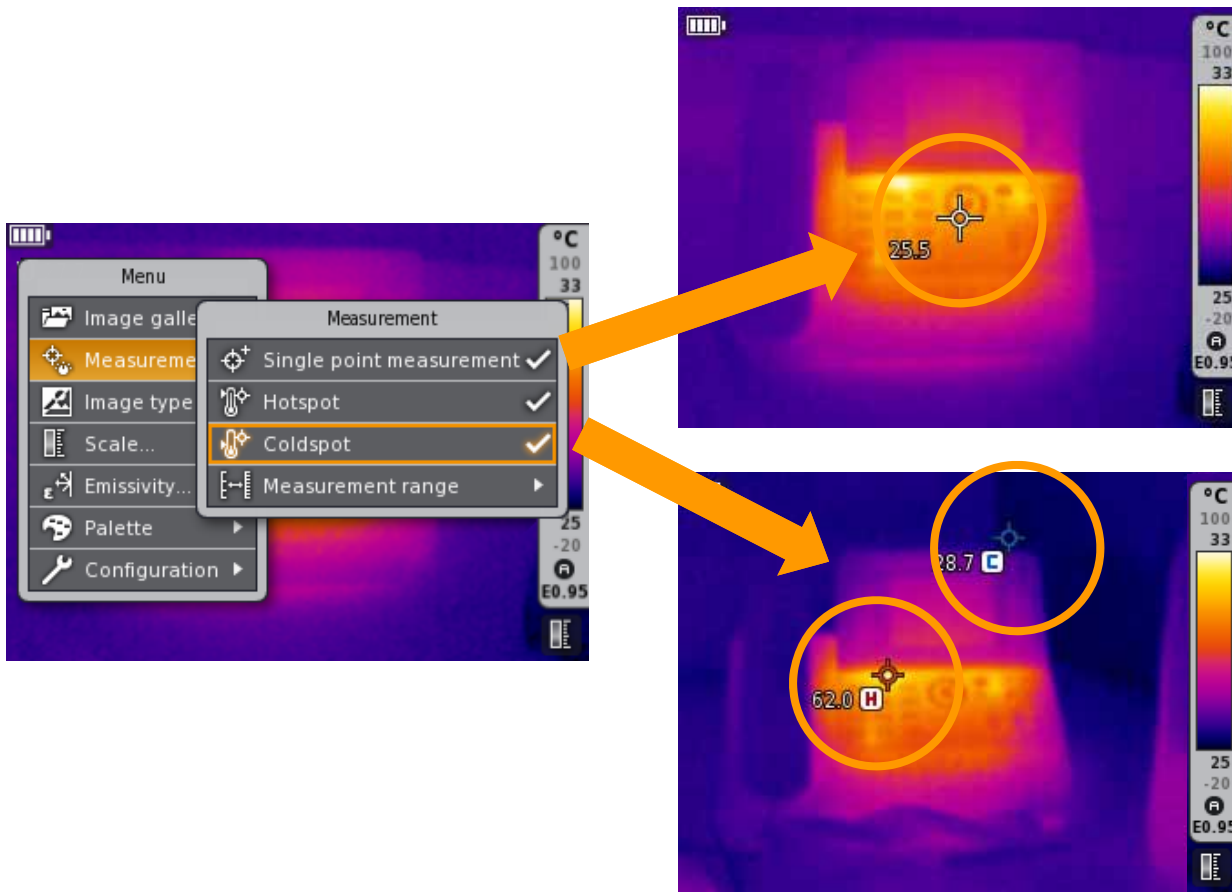 °C
100
33
Menu
Image galle
Measureme
Image type
Scale...
Emissivity...
Palette
Configuration
Measurement
Single point measurement
Hotspot
Coldspot
Measurement range
25
-20
A
E0.95
°C
100
33
25.5
25
-20
A
E0.95
°C
100
33
28.7 C
62.0 H
25
-20
A
E0.95